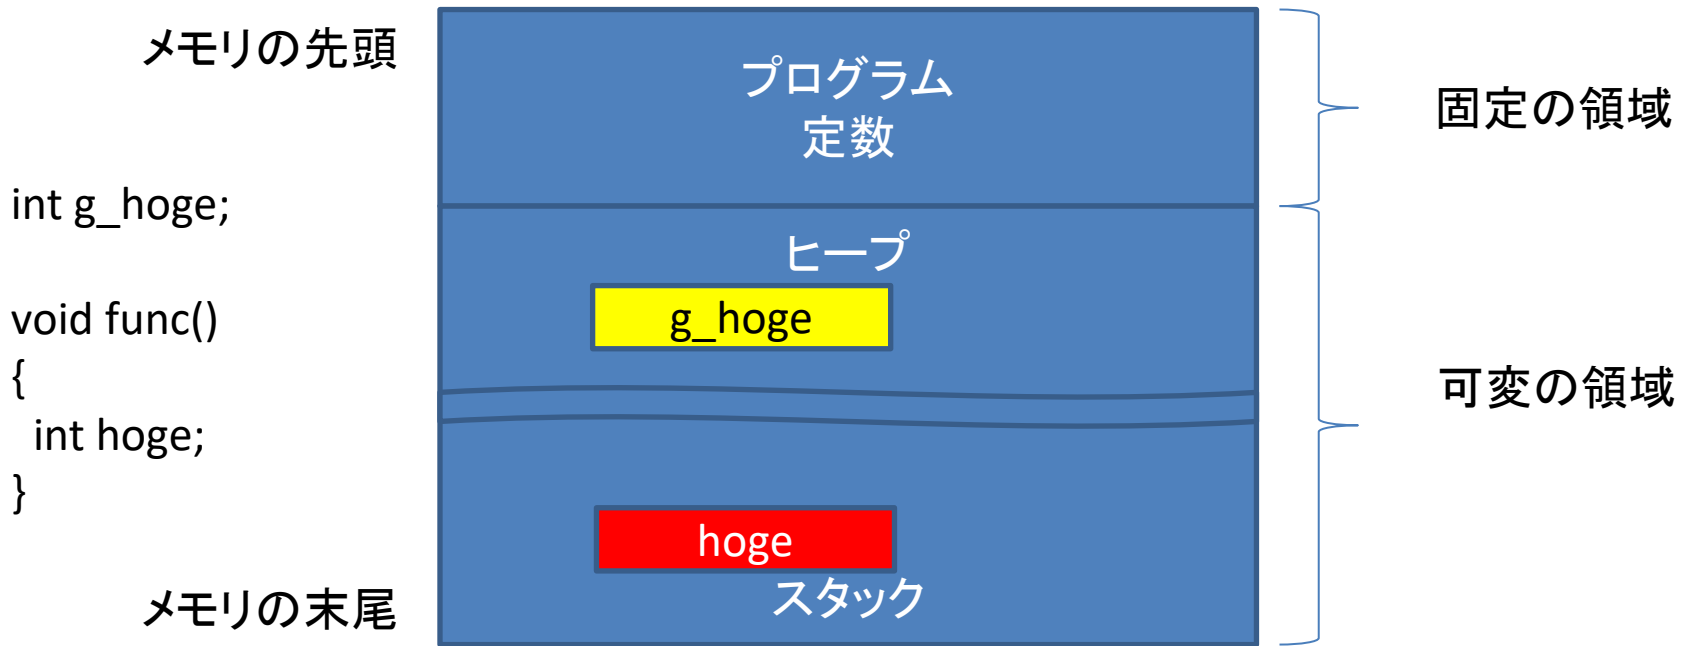 メモリの先頭
プログラム
定数
固定の領域
int g_hoge;
ヒープ
void func()
g_hoge
{
可変の領域
int hoge;
}
hoge
スタック
メモリの末尾